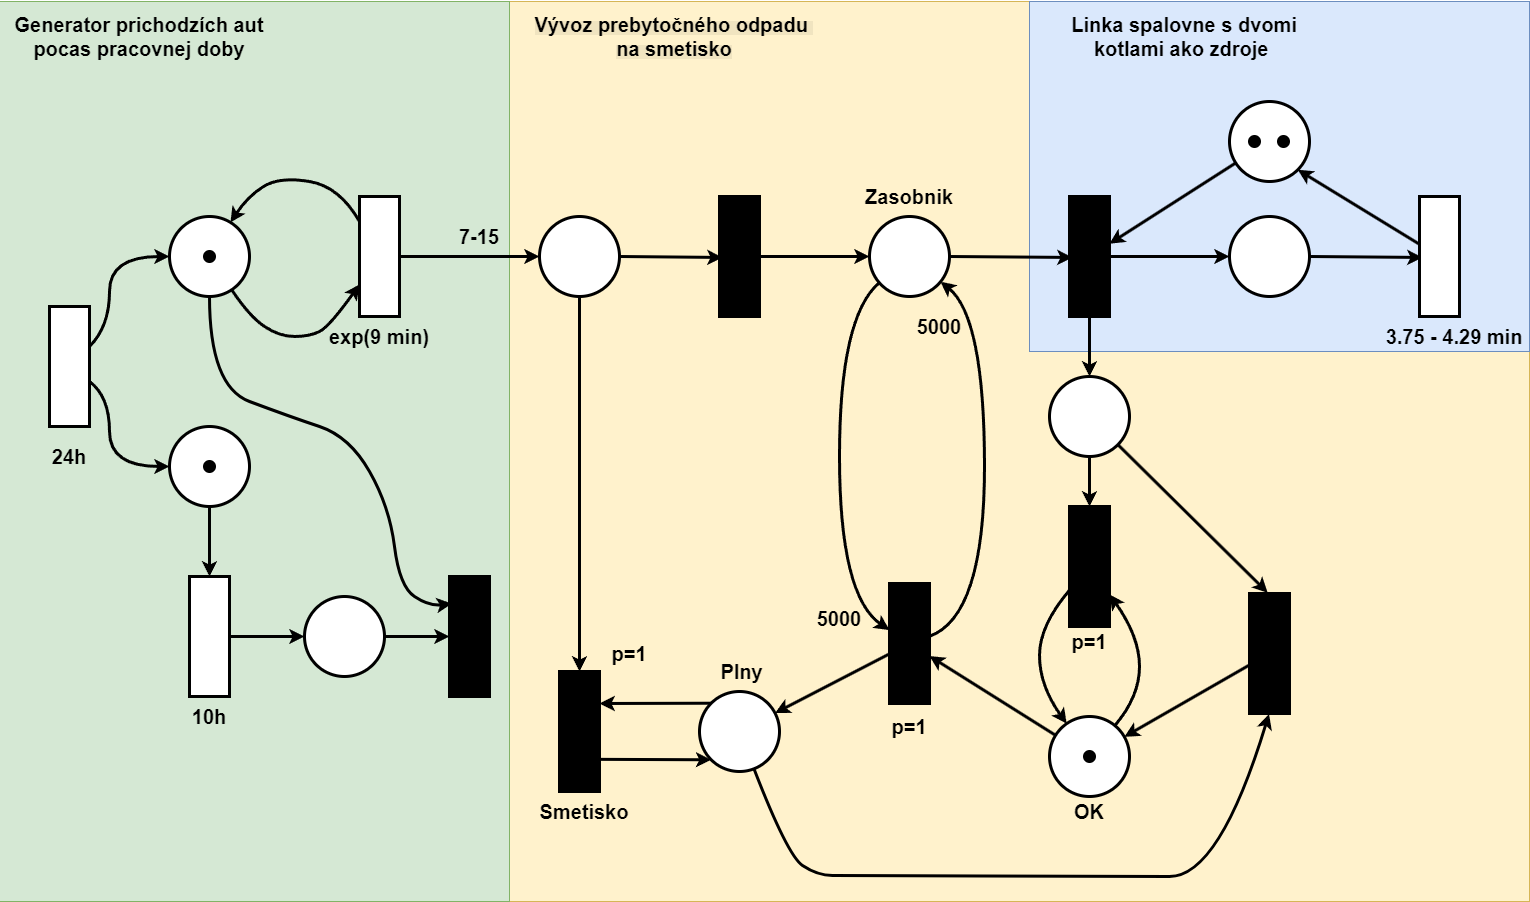 Generator prichodzích aut
pocas pracovnej doby
Vývoz prebytočného odpadu
na smetisko
Linka spalovne s dvomi
kotlami ako zdroje
7-15
exp(9 min)
24h
10h
Zasobnik
5000
3.75 - 4.29 min
5000
p=1
p=1
Plny
p=1
Smetisko
OK